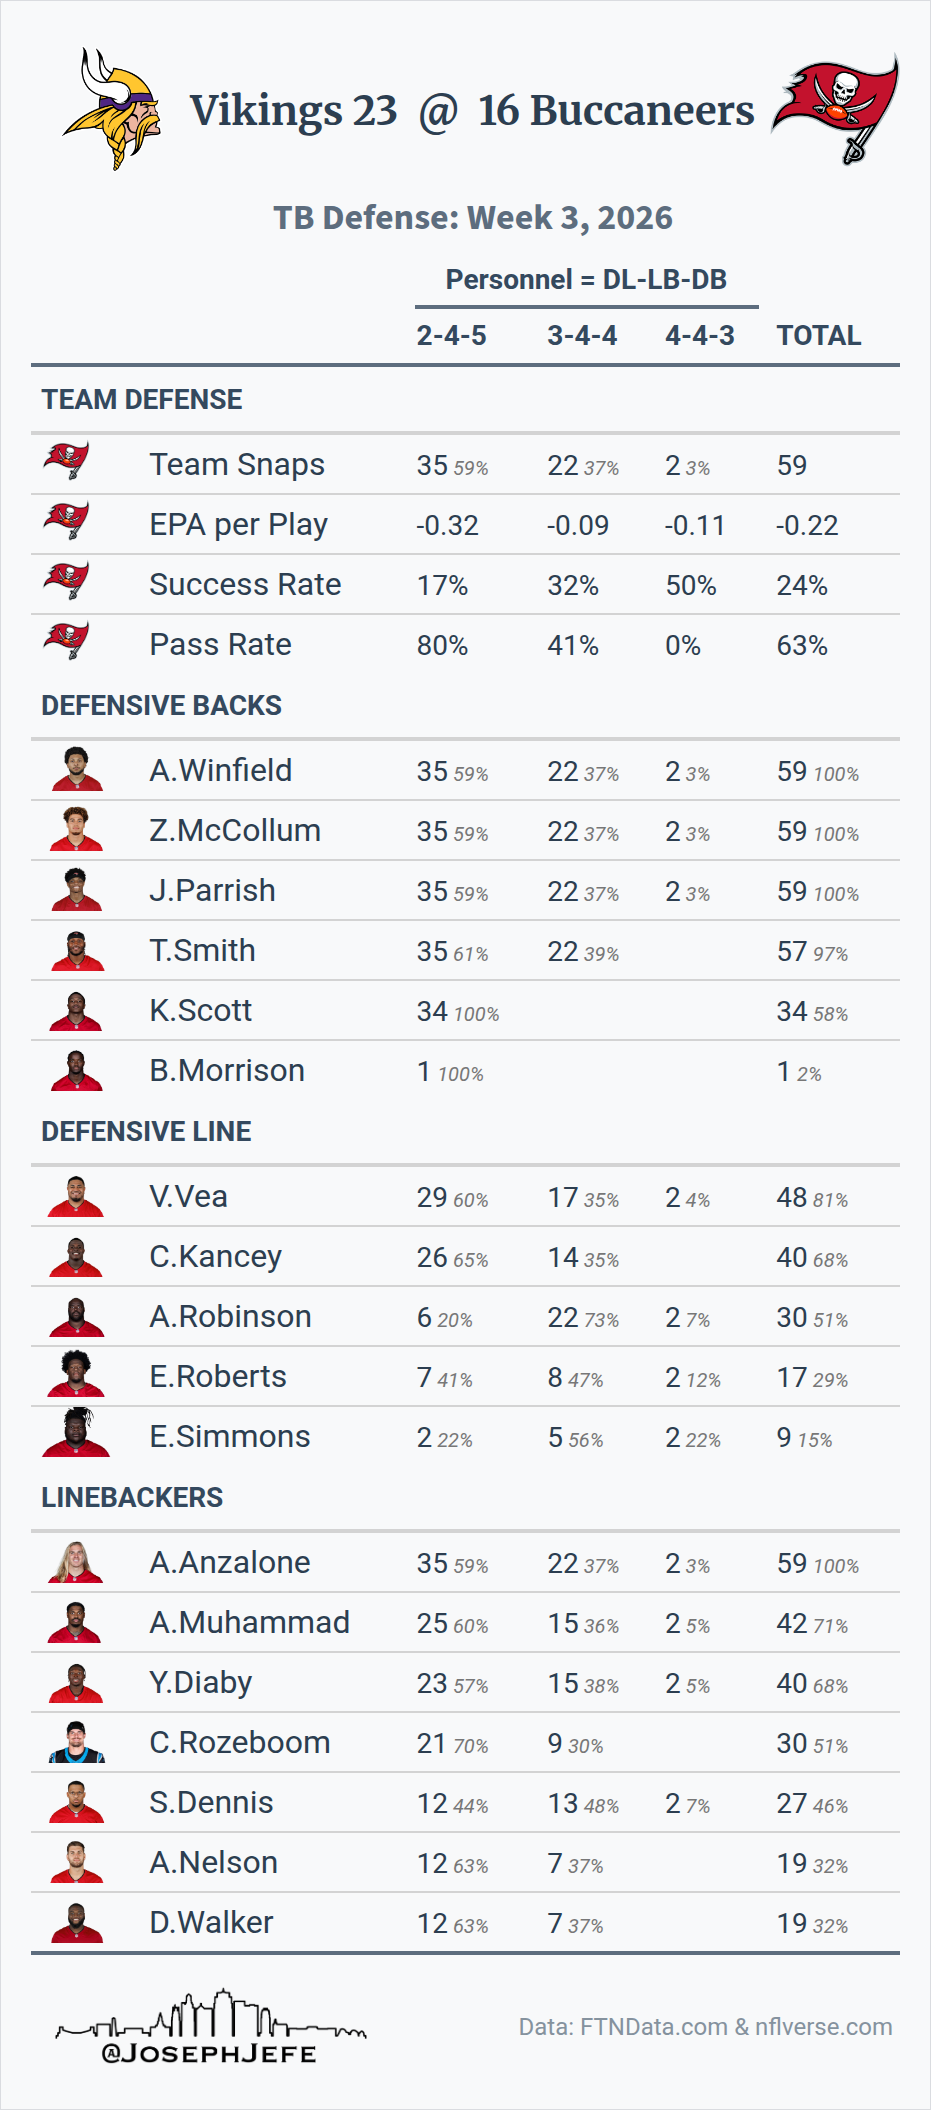 Vikings 23 @ 16 Buccaneers
TB Defense: Week 3, 2026
Personnel = DL-LB-DB
2-4-5 3-4-4 4-4-3 TOTAL
TEAM DEFENSE
Team Snaps 35 59% 22 37% 2 3% 59
EPA per Play -0.32 -0.09 -0.11 -0.22
Success Rate 17% 32% 50% 24%
Pass Rate 80% 41% 0% 63%
DEFENSIVE BACKS
A.Winfield 35 59% 22 37% 2 3% 59 100%
Z.McCollum 35 59% 22 37% 2 3% 59 100%
J.Parrish 35 59% 22 37% 2 3% 59 100%
T.Smith 35 61% 22 39% 57 97%
K.Scott 34 100% 34 58%
B.Morrison 1 100% 1 2%
DEFENSIVE LINE
V.Vea 29 60% 17 35% 2 4% 48 81%
C.Kancey 26 65% 14 35% 40 68%
A.Robinson 6 20% 22 73% 2 7% 30 51%
E.Roberts 7 41% 8 47% 2 12% 17 29%
E.Simmons 2 22% 5 56% 2 22% 9 15%
LINEBACKERS
A.Anzalone 35 59% 22 37% 2 3% 59 100%
A.Muhammad 25 60% 15 36% 2 5% 42 71%
Y.Diaby 23 57% 15 38% 2 5% 40 68%
C.Rozeboom 21 70% 9 30% 30 51%
S.Dennis 12 44% 13 48% 2 7% 27 46%
A.Nelson 12 63% 7 37% 19 32%
D.Walker 12 63% 7 37% 19 32%
@JosephJefe
Data: FTNData.com & nflverse.com